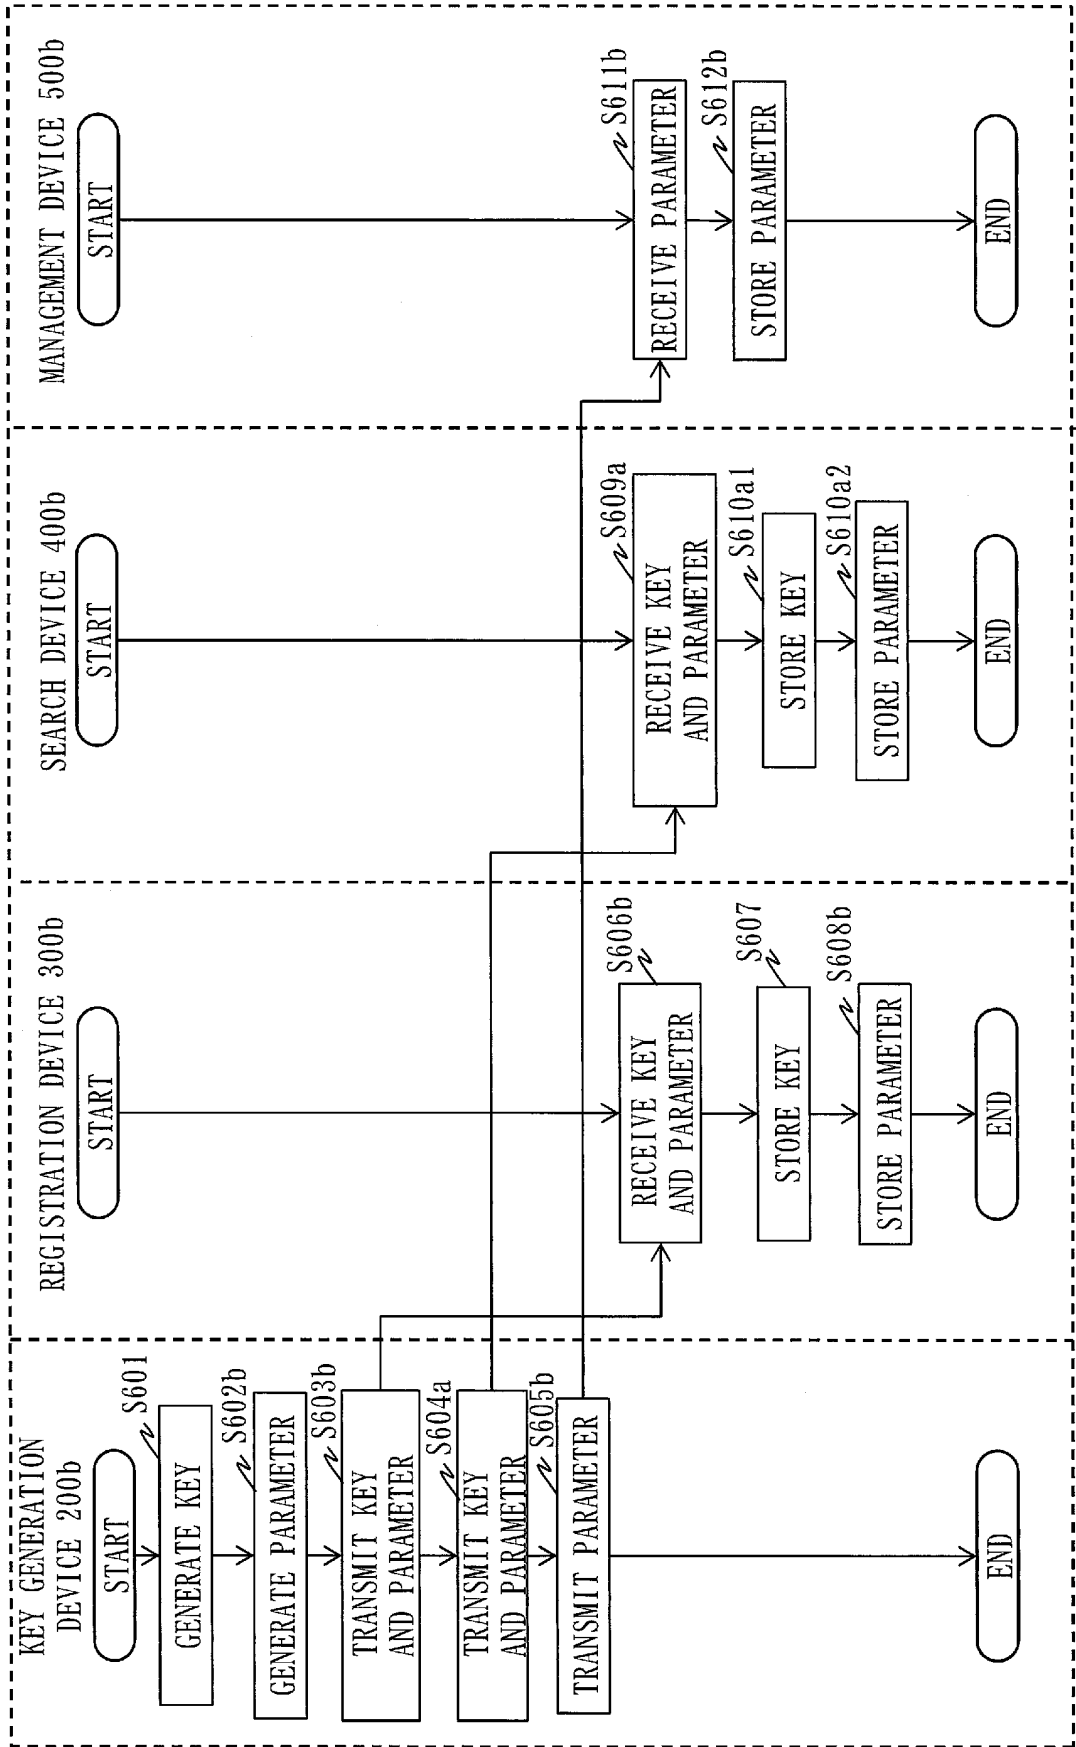 KEY GENERATION
DEVICE 200b
START
S601
GENERATE KEY
S602b
GENERATE PARAMETER
S603b
TRANSMIT KEY
AND PARAMETER
S604a
TRANSMIT KEY
AND PARAMETER
S605b
TRANSMIT PARAMETER
END
REGISTRATION DEVICE 300b
START
S606b
RECEIVE KEY
AND PARAMETER
S607
STORE KEY
S608b
STORE PARAMETER
END
SEARCH DEVICE 400b
START
S609a
RECEIVE KEY
AND PARAMETER
S610a1
STORE KEY
S610a2
STORE PARAMETER
END
MANAGEMENT DEVICE 500b
START
S611b
RECEIVE PARAMETER
S612b
STORE PARAMETER
END